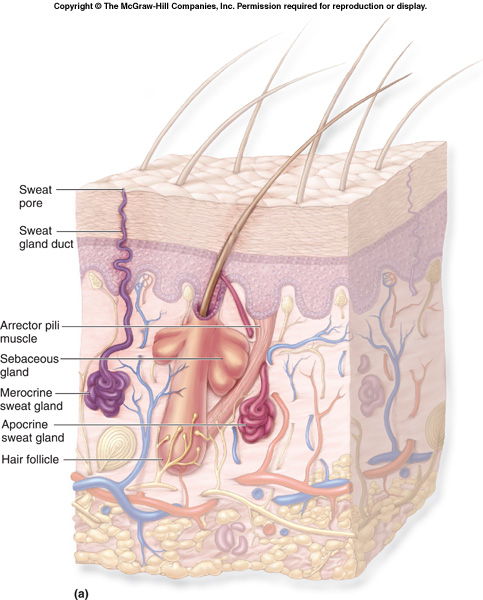 Copyright © The McGraw-Hill Companies, Inc. Permission required for reproduction or display.
Sweat
pore
Sweat
gland duct
Arrector pili
muscle
Sebaceous
gland
Merocrine
sweat gland
Apocrine
sweat gland
Hair follicle
(a)